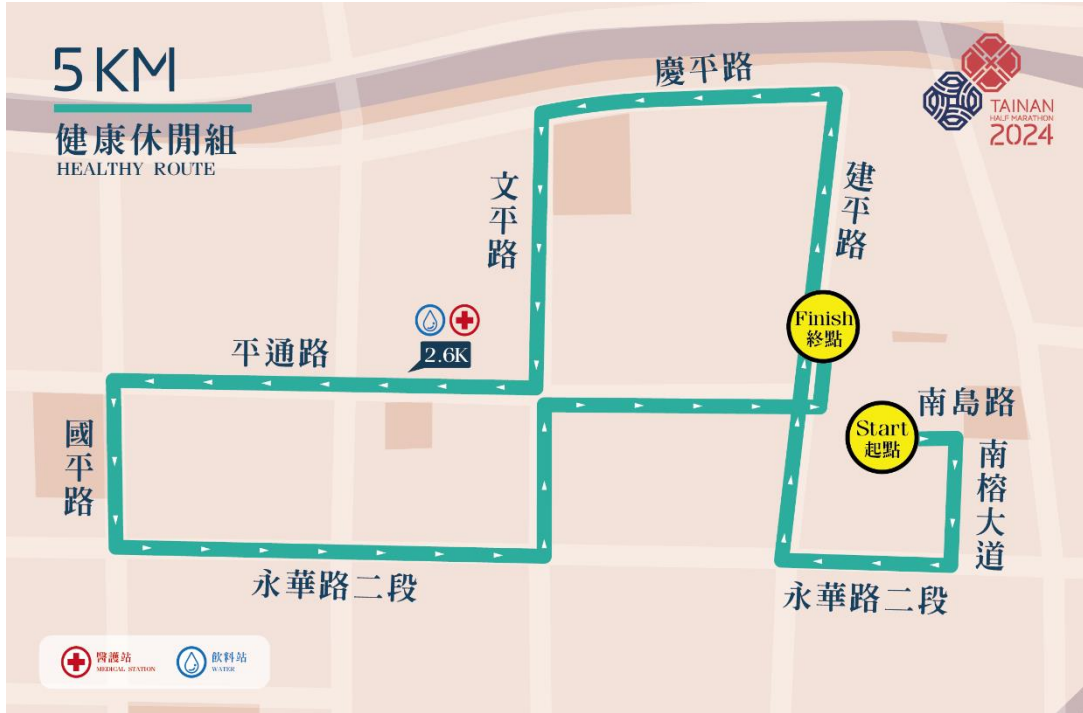 5KM
健康休閒組
HEALTHY ROUTE
TAINAN
HALF MARATHON
2024
慶平路
文平路
建平路
平通路
2.6K
Finish
終點
Start
起點
南島路
南榕大道
國平路
永華路二段
永華路二段
醫護站
MEDICAL STATION
飲料站
WATER